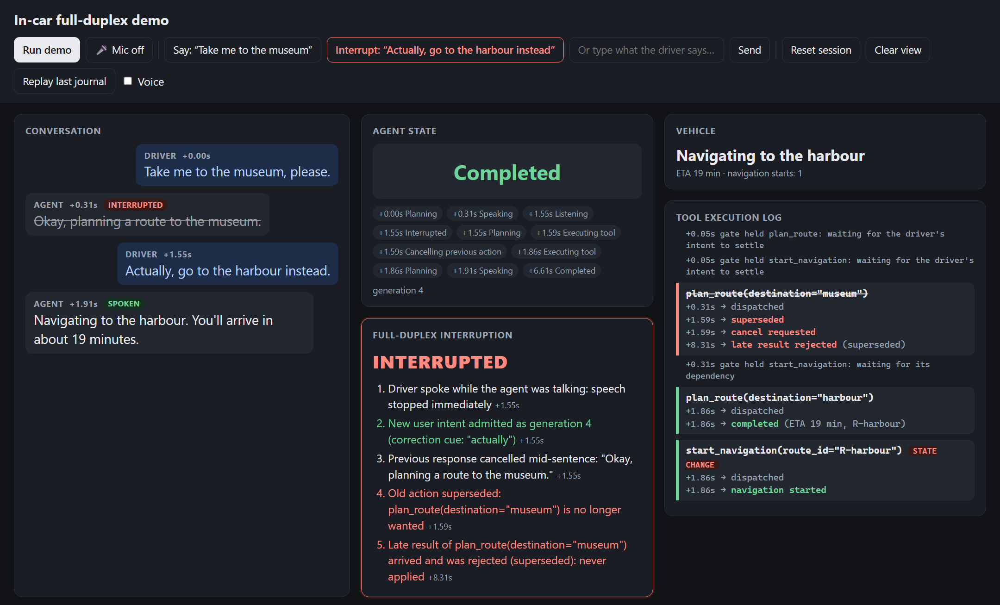 In-car full-duplex demo
Run demo
Mic off
Say: “Take me to the museum”
Interrupt: “Actually, go to the harbour instead”
Or type what the driver says...
Send
Reset session
Clear view
Replay last journal
Voice
CONVERSATION
DRIVER +0.00s
Take me to the museum, please.
AGENT +0.31s INTERRUPTED
Okay, planning a route to the museum.
DRIVER +1.55s
Actually, go to the harbour instead.
AGENT +1.91s SPOKEN
Navigating to the harbour. You'll arrive in
about 19 minutes.
AGENT STATE
Completed
+0.00s Planning
+0.31s Speaking
+1.55s Listening
+1.55s Interrupted
+1.55s Planning
+1.59s Executing tool
+1.59s Cancelling previous action
+1.86s Executing tool
+1.86s Planning
+1.91s Speaking
+6.61s Completed
generation 4
FULL-DUPLEX INTERRUPTION
INTERRUPTED
1. Driver spoke while the agent was talking: speech
stopped immediately +1.55s
2. New user intent admitted as generation 4
(correction cue: "actually") +1.55s
3. Previous response cancelled mid-sentence: "Okay,
planning a route to the museum." +1.55s
4. Old action superseded:
plan_route(destination="museum") is no longer
wanted +1.59s
5. Late result of plan_route(destination="museum")
arrived and was rejected (superseded): never
applied +8.31s
VEHICLE
Navigating to the harbour
ETA 19 min · navigation starts: 1
TOOL EXECUTION LOG
+0.05s gate held plan_route: waiting for the driver's
intent to settle
+0.05s gate held start_navigation: waiting for the driver's
intent to settle
plan_route(destination="museum")
+0.31s → dispatched
+1.59s → superseded
+1.59s → cancel requested
+8.31s → late result rejected (superseded)
+0.31s gate held start_navigation: waiting for its
dependency
plan_route(destination="harbour")
+1.86s → dispatched
+1.86s → completed (ETA 19 min, R-harbour)
start_navigation(route_id="R-harbour") STATE
CHANGE
+1.86s → dispatched
+1.86s → navigation started